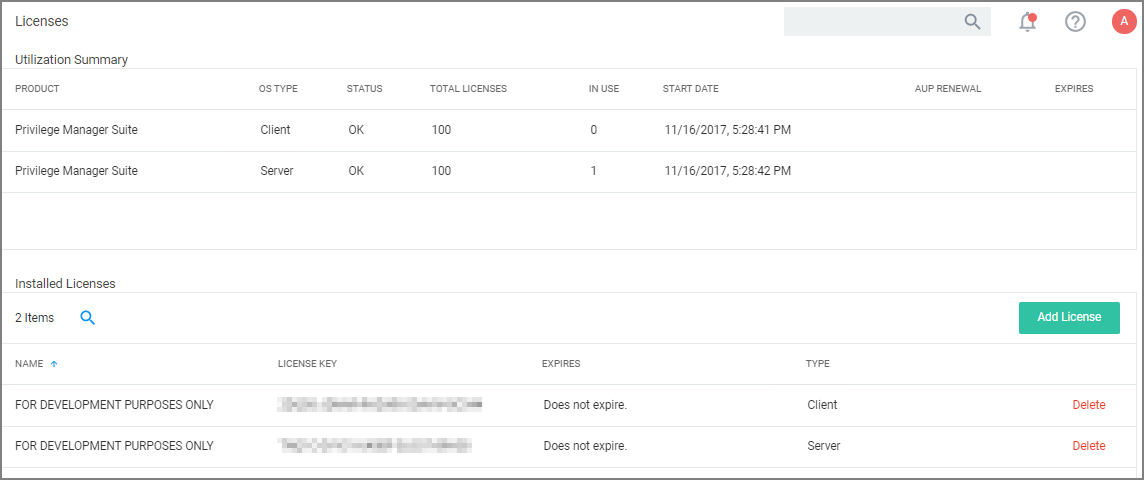 Licenses
A
Utilization Summary
PRODUCT OS TYPE STATUS TOTAL LICENSES IN USE START DATE AUP RENEWAL EXPIRES
Privilege Manager Suite Client OK 100 0 11/16/2017, 5:28:41 PM
Privilege Manager Suite Server OK 100 1 11/16/2017, 5:28:42 PM
Installed Licenses
2 Items Add License
NAME LICENSE KEY EXPIRES TYPE
FOR DEVELOPMENT PURPOSES ONLY Does not expire. Client Delete
FOR DEVELOPMENT PURPOSES ONLY Does not expire. Server Delete